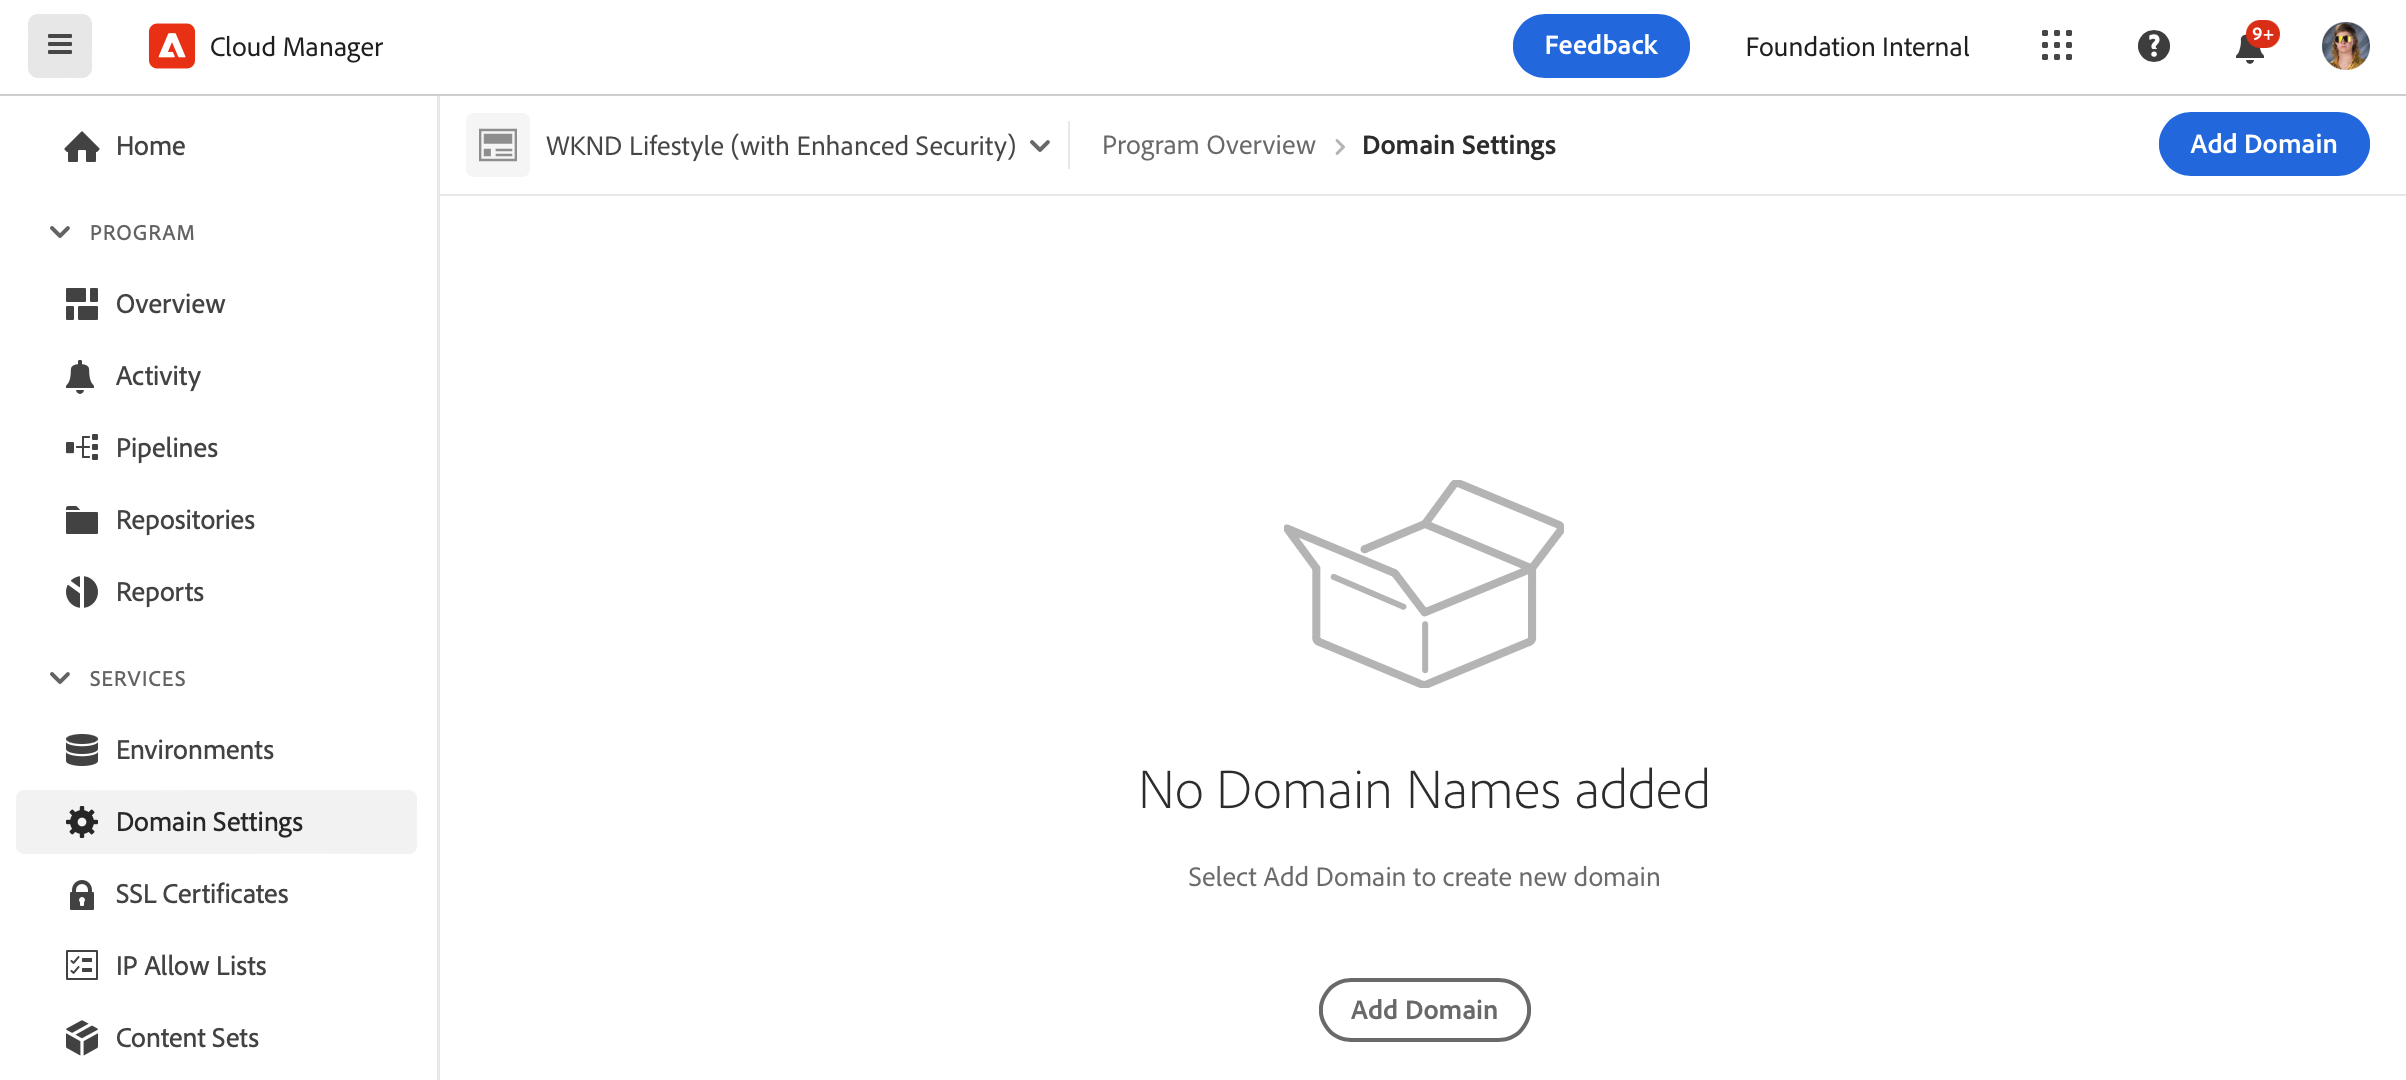 Cloud Manager
Feedback
Foundation Internal
9+
Home
PROGRAM
Overview
Activity
Pipelines
Repositories
Reports
SERVICES
Environments
Domain Settings
SSL Certificates
IP Allow Lists
Content Sets
WKND Lifestyle (with Enhanced Security)
Program Overview > Domain Settings
Add Domain
No Domain Names added
Select Add Domain to create new domain
Add Domain